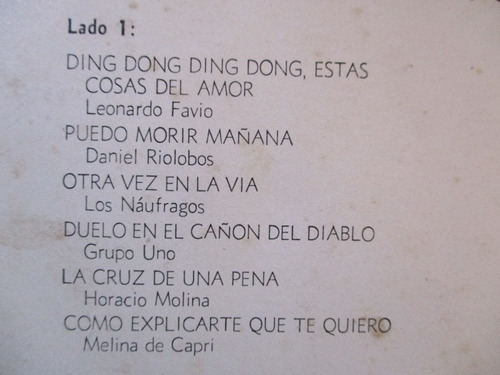 Lado 1:
DING DONG DING DONG, ESTAS
COSAS DEL AMOR
Leonardo Favio
PUEDO MORIR MAÑANA
Daniel Riolobos
OTRA VEZ EN LA VIA
Los Náufragos
DUELO EN EL CAÑON DEL DIABLO
Grupo Uno
LA CRUZ DE UNA PENA
Horacio Molina
COMO EXPLICARTE QUE TE QUIERO
Melina de Capri